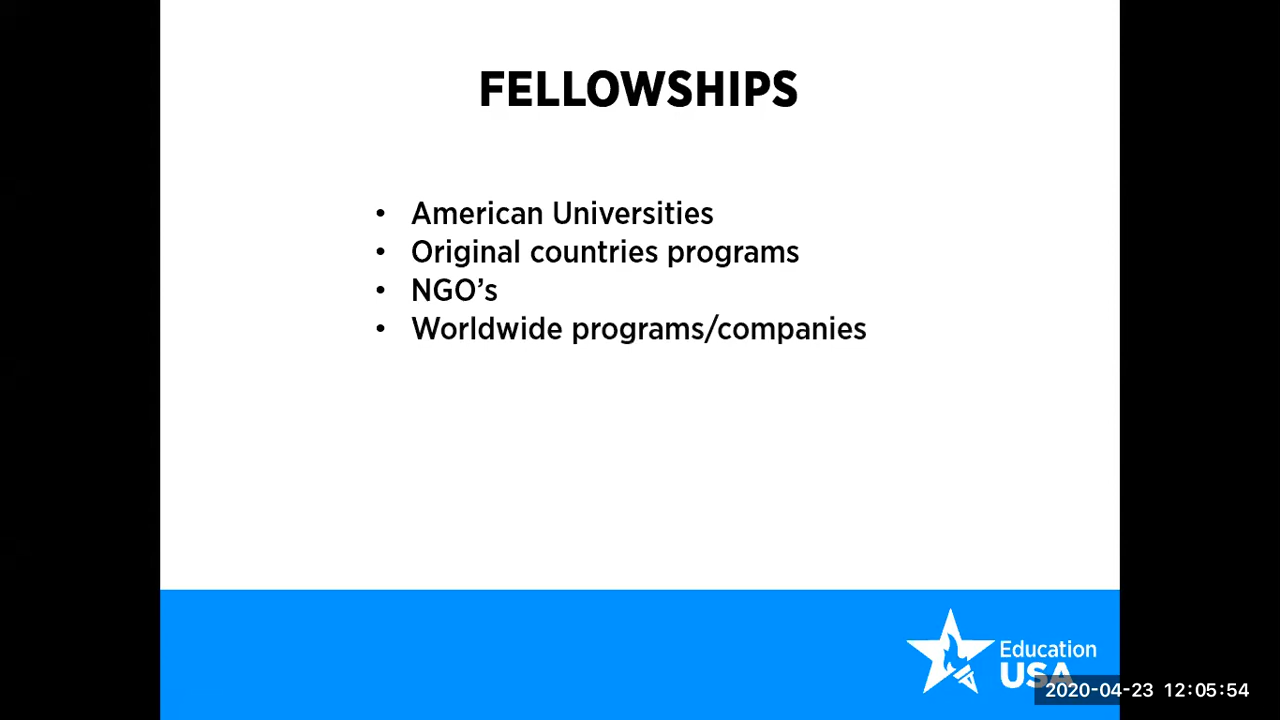 FELLOWSHIPS
• American Universities
• Original countries programs
• NGO’s
• Worldwide programs/companies
Education
USA
2020-04-23 12:05:54